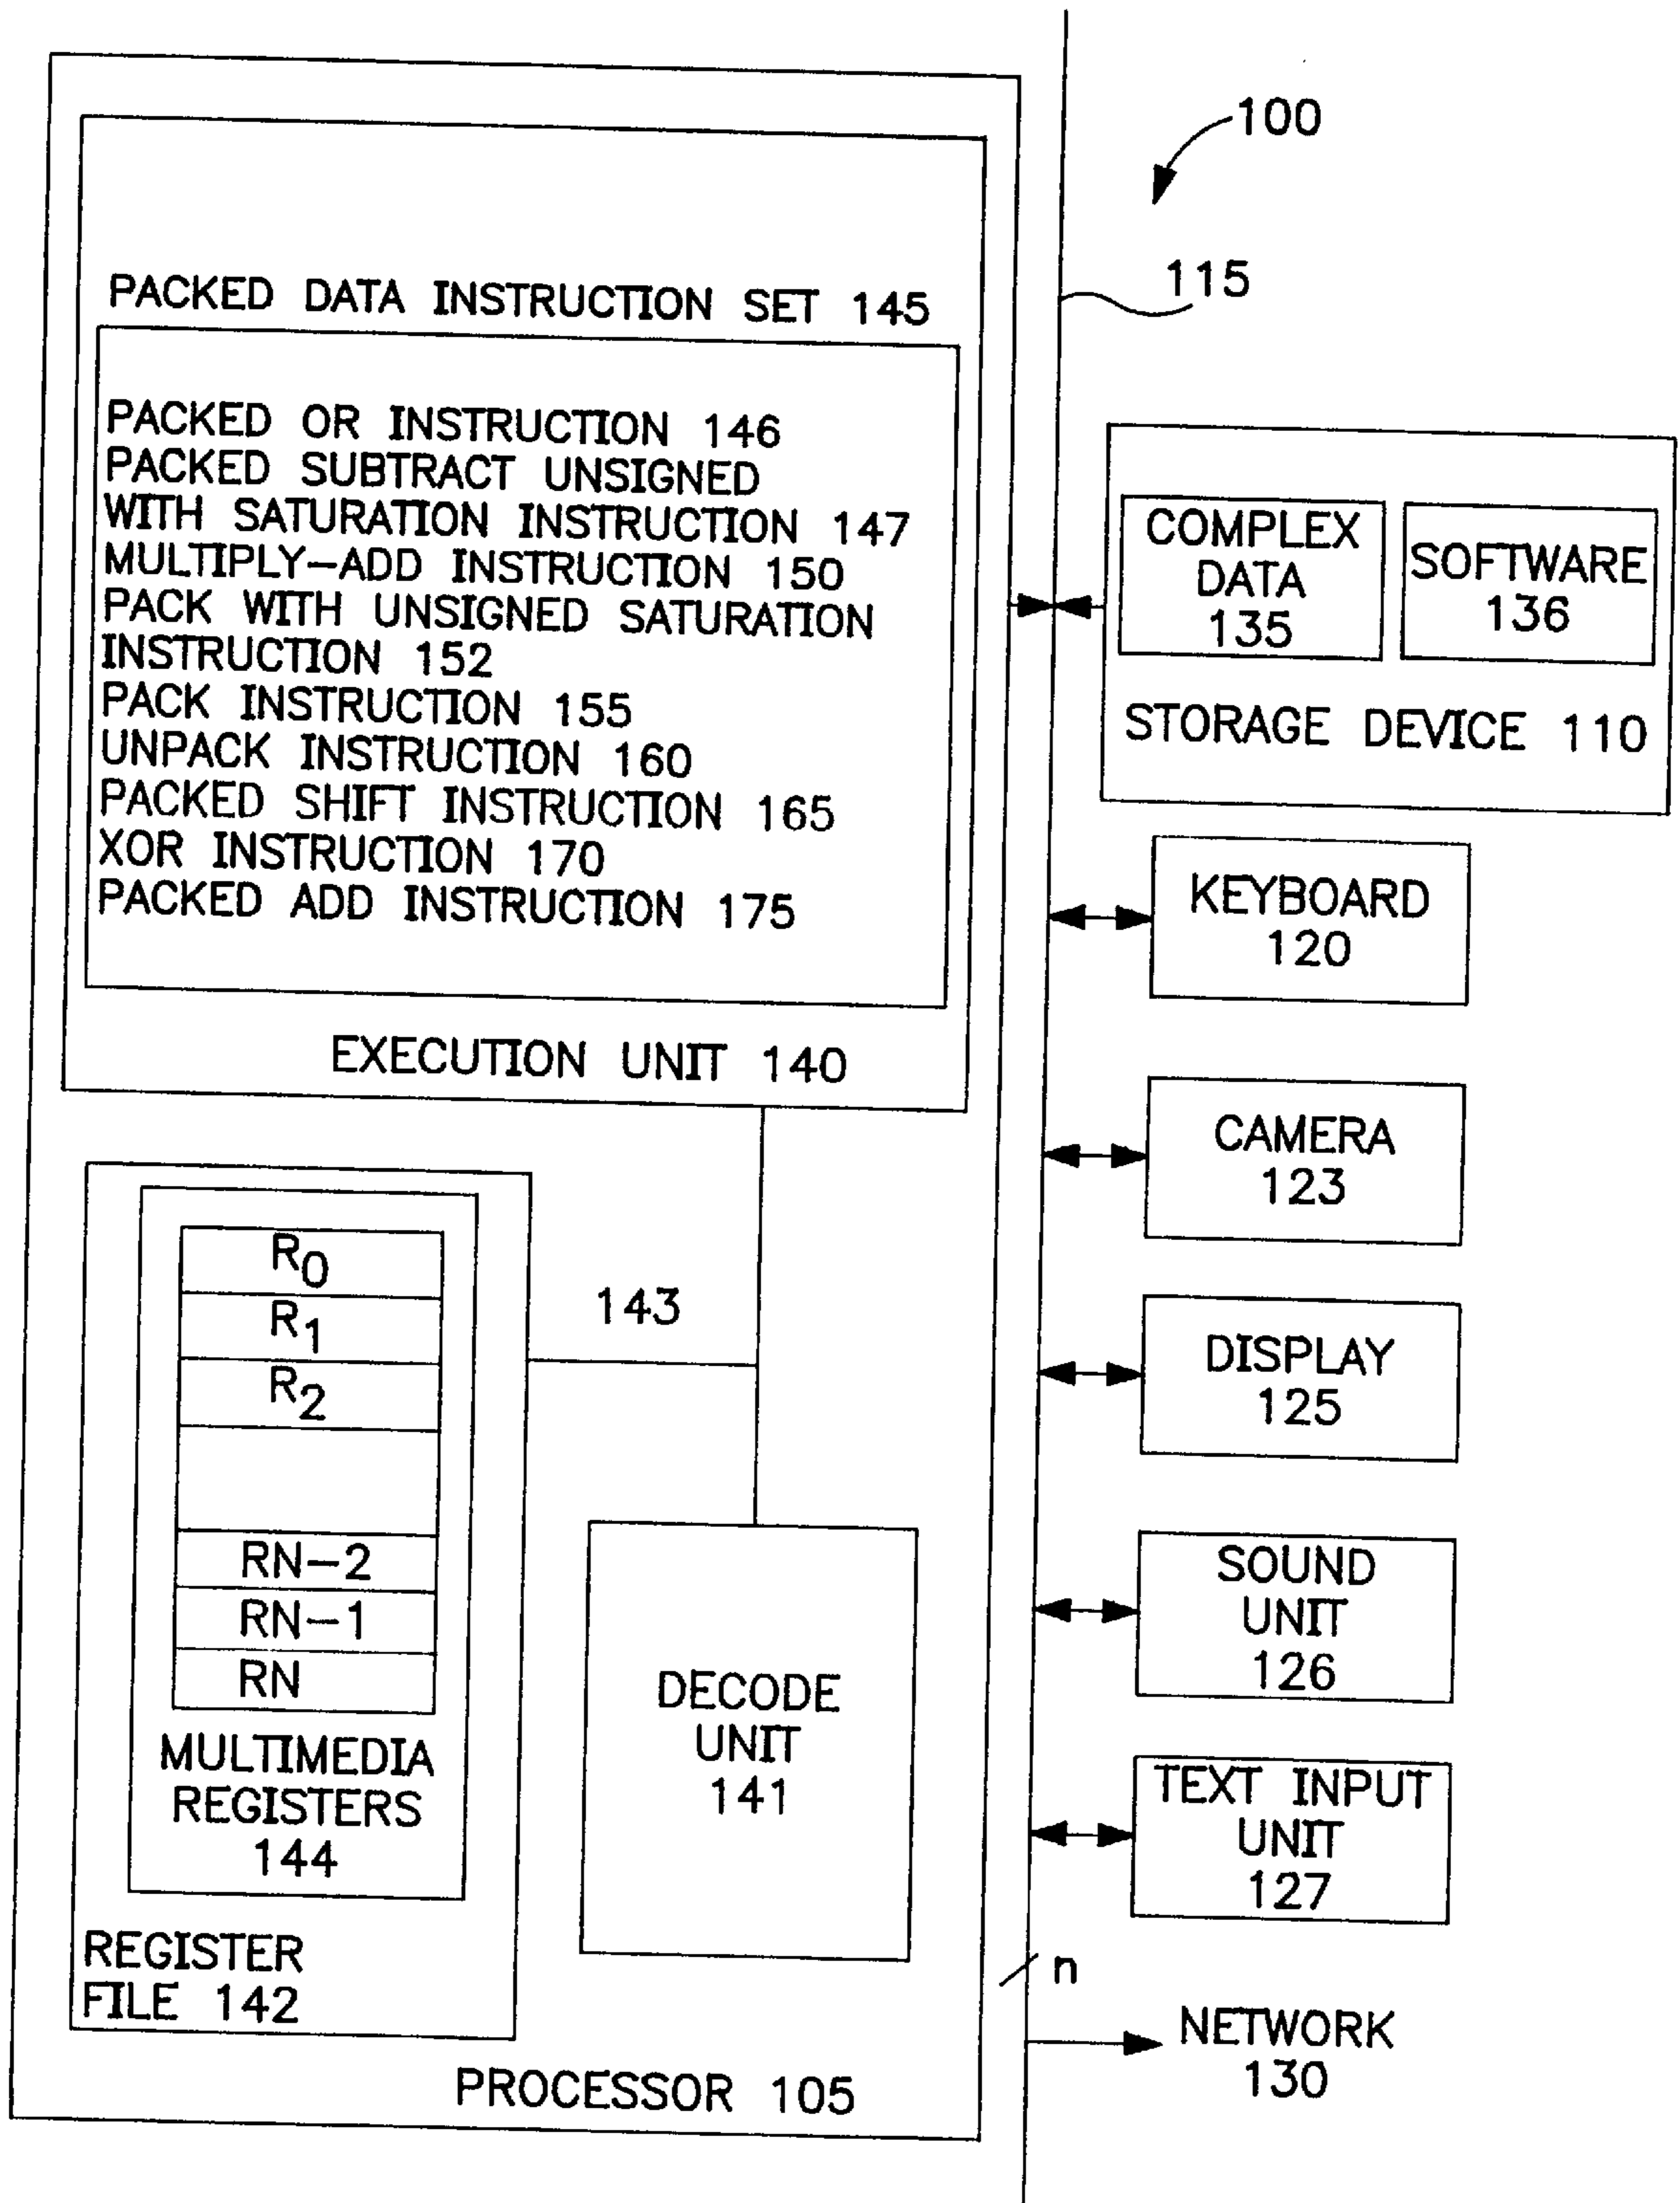 100
115
PACKED DATA INSTRUCTION SET 145
PACKED OR INSTRUCTION 146
PACKED SUBTRACT UNSIGNED
WITH SATURATION INSTRUCTION 147
MULTIPLY-ADD INSTRUCTION 150
PACK WITH UNSIGNED SATURATION
INSTRUCTION 152
PACK INSTRUCTION 155
UNPACK INSTRUCTION 160
PACKED SHIFT INSTRUCTION 165
XOR INSTRUCTION 170
PACKED ADD INSTRUCTION 175
EXECUTION UNIT 140
R0
R1
R2
RN-2
RN-1
RN
MULTIMEDIA
REGISTERS
144
REGISTER
FILE 142
143
DECODE
UNIT
141
PROCESSOR 105
COMPLEX
DATA
135
SOFTWARE
136
STORAGE DEVICE 110
KEYBOARD
120
CAMERA
123
DISPLAY
125
SOUND
UNIT
126
TEXT INPUT
UNIT
127
n
NETWORK
130